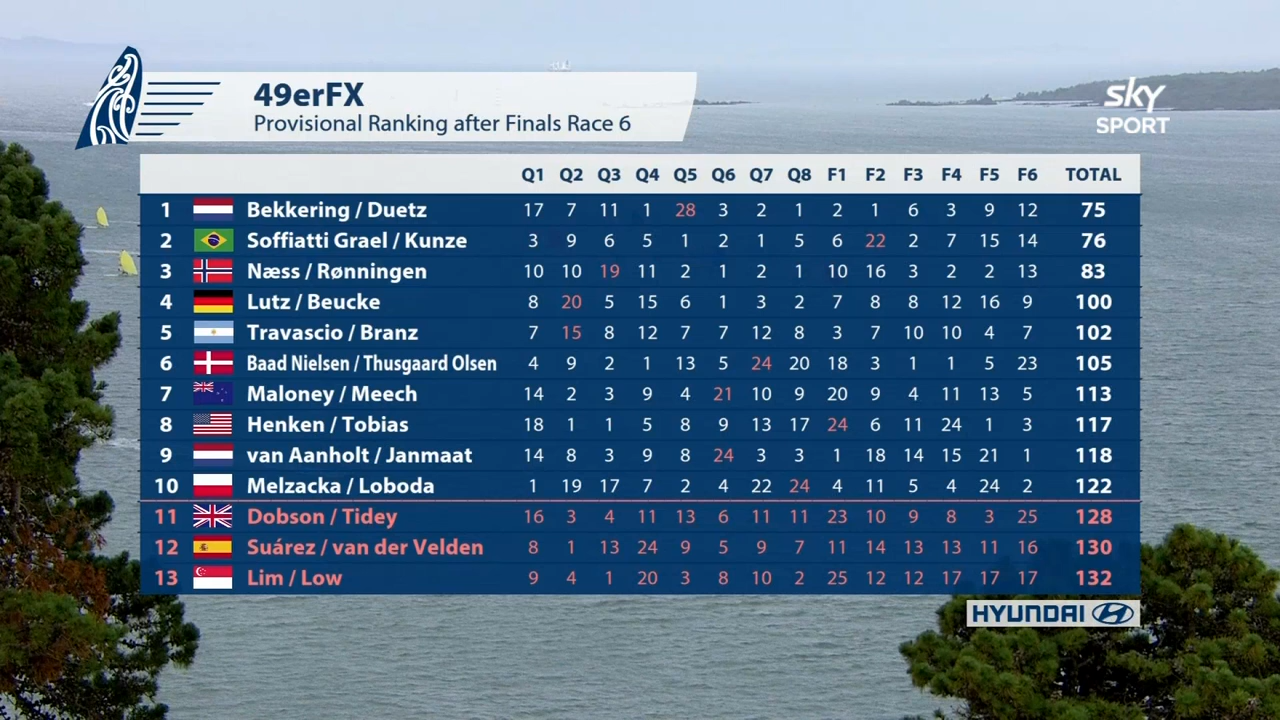 49erFX
Provisional Ranking after Finals Race 6
sky
SPORT
Q1 Q2 Q3 Q4 Q5 Q6 Q7 Q8 F1 F2 F3 F4 F5 F6 TOTAL
1 Bekkering / Duetz 17 7 11 1 28 3 2 1 2 1 6 3 9 12 75
2 Soffiatti Grael / Kunze 3 9 6 5 1 2 1 5 6 22 2 7 15 14 76
3 Næss / Rønningen 10 10 19 11 2 1 2 1 10 16 3 2 2 13 83
4 Lutz / Beucke 8 20 5 15 6 1 3 2 7 8 8 12 16 9 100
5 Travascio / Branz 7 15 8 12 7 7 12 8 3 7 10 10 4 7 102
6 Baad Nielsen / Thusgaard Olsen 4 9 2 1 13 5 24 20 18 3 1 1 5 23 105
7 Maloney / Meech 14 2 3 9 4 21 10 9 20 9 4 11 13 5 113
8 Henken / Tobias 18 1 1 5 8 9 13 17 24 6 11 24 1 3 117
9 van Aanholt / Janmaat 14 8 3 9 8 24 3 3 1 18 14 15 21 1 118
10 Melzacka / Loboda 1 19 17 7 2 4 22 24 4 11 5 4 24 2 122
11 Dobson / Tidey 16 3 4 11 13 6 11 11 23 10 9 8 3 25 128
12 Suárez / van der Velden 8 1 13 24 9 5 9 7 11 14 13 13 11 16 130
13 Lim / Low 9 4 1 20 3 8 10 2 25 12 12 17 17 17 132
HYUNDAI